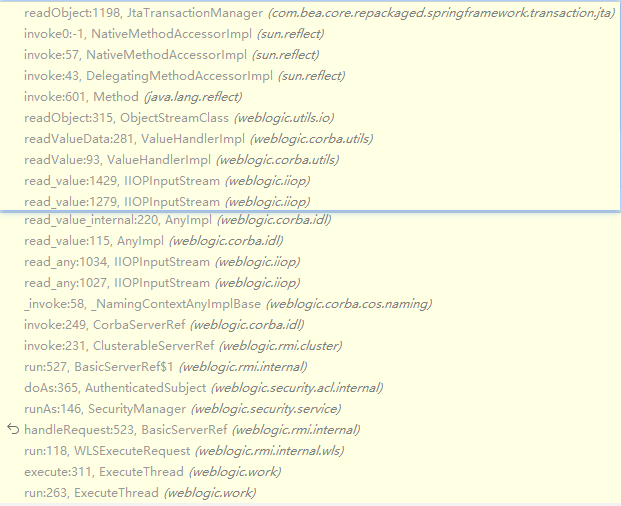 readObject:1198, JtaTransactionManager (com.bea.core.repackaged.springframework.transaction.jta)
invoke0:-1, NativeMethodAccessorImpl (sun.reflect)
invoke:57, NativeMethodAccessorImpl (sun.reflect)
invoke:43, DelegatingMethodAccessorImpl (sun.reflect)
invoke:601, Method (java.lang.reflect)
readObject:315, ObjectStreamClass (weblogic.utils.io)
readValueData:281, ValueHandlerImpl (weblogic.corba.utils)
readValue:93, ValueHandlerImpl (weblogic.corba.utils)
read_value:1429, IIOPInputStream (weblogic.iiop)
read_value:1279, IIOPInputStream (weblogic.iiop)
read_value_internal:220, AnyImpl (weblogic.corba.idl)
read_value:115, AnyImpl (weblogic.corba.idl)
read_any:1034, IIOPInputStream (weblogic.iiop)
read_any:1027, IIOPInputStream (weblogic.iiop)
_invoke:58, _NamingContextAnyImplBase (weblogic.corba.cos.naming)
invoke:249, CorbaServerRef (weblogic.corba.idl)
invoke:231, ClusterableServerRef (weblogic.rmi.cluster)
run:527, BasicServerRef$1 (weblogic.rmi.internal)
doAs:365, AuthenticatedSubject (weblogic.security.acl.internal)
runAs:146, SecurityManager (weblogic.security.service)
handleRequest:523, BasicServerRef (weblogic.rmi.internal)
run:118, WLSExecuteRequest (weblogic.rmi.internal.wls)
execute:311, ExecuteThread (weblogic.work)
run:263, ExecuteThread (weblogic.work)